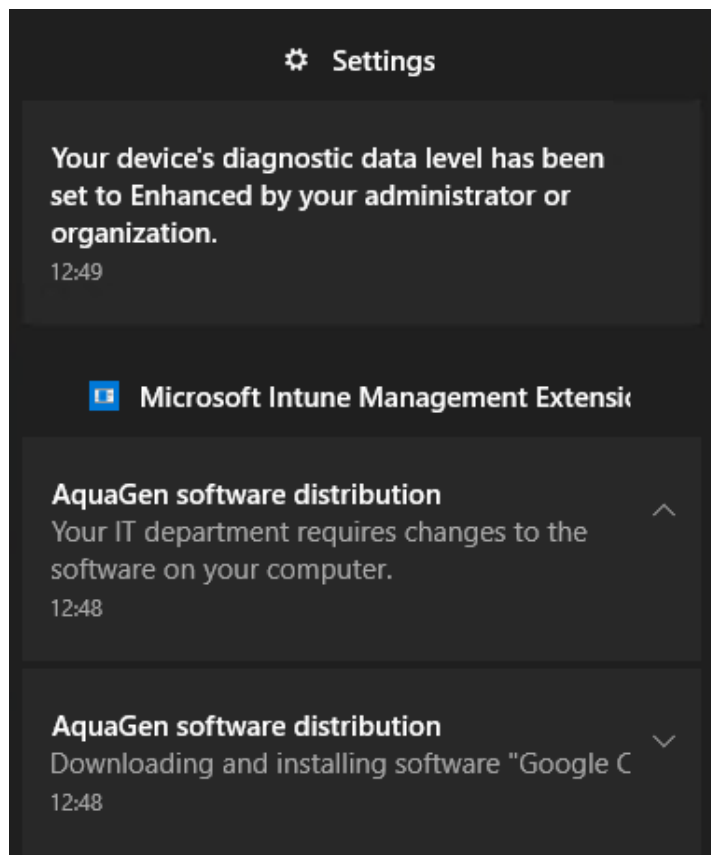 Settings
Your device's diagnostic data level has been
set to Enhanced by your administrator or
organization.
12:49
Microsoft Intune Management Extensi
AquaGen software distribution
Your IT department requires changes to the
software on your computer.
12:48
AquaGen software distribution
Downloading and installing software "Google C
12:48